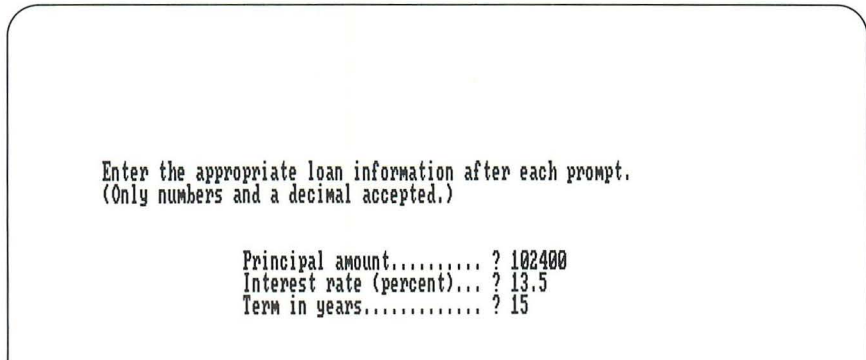 Enter the appropriate loan information after each prompt.
(Only numbers and a decimal accepted.)
Principal amount.......... ? 102400
Interest rate (percent)... ? 13.5
Term in years............. ? 15